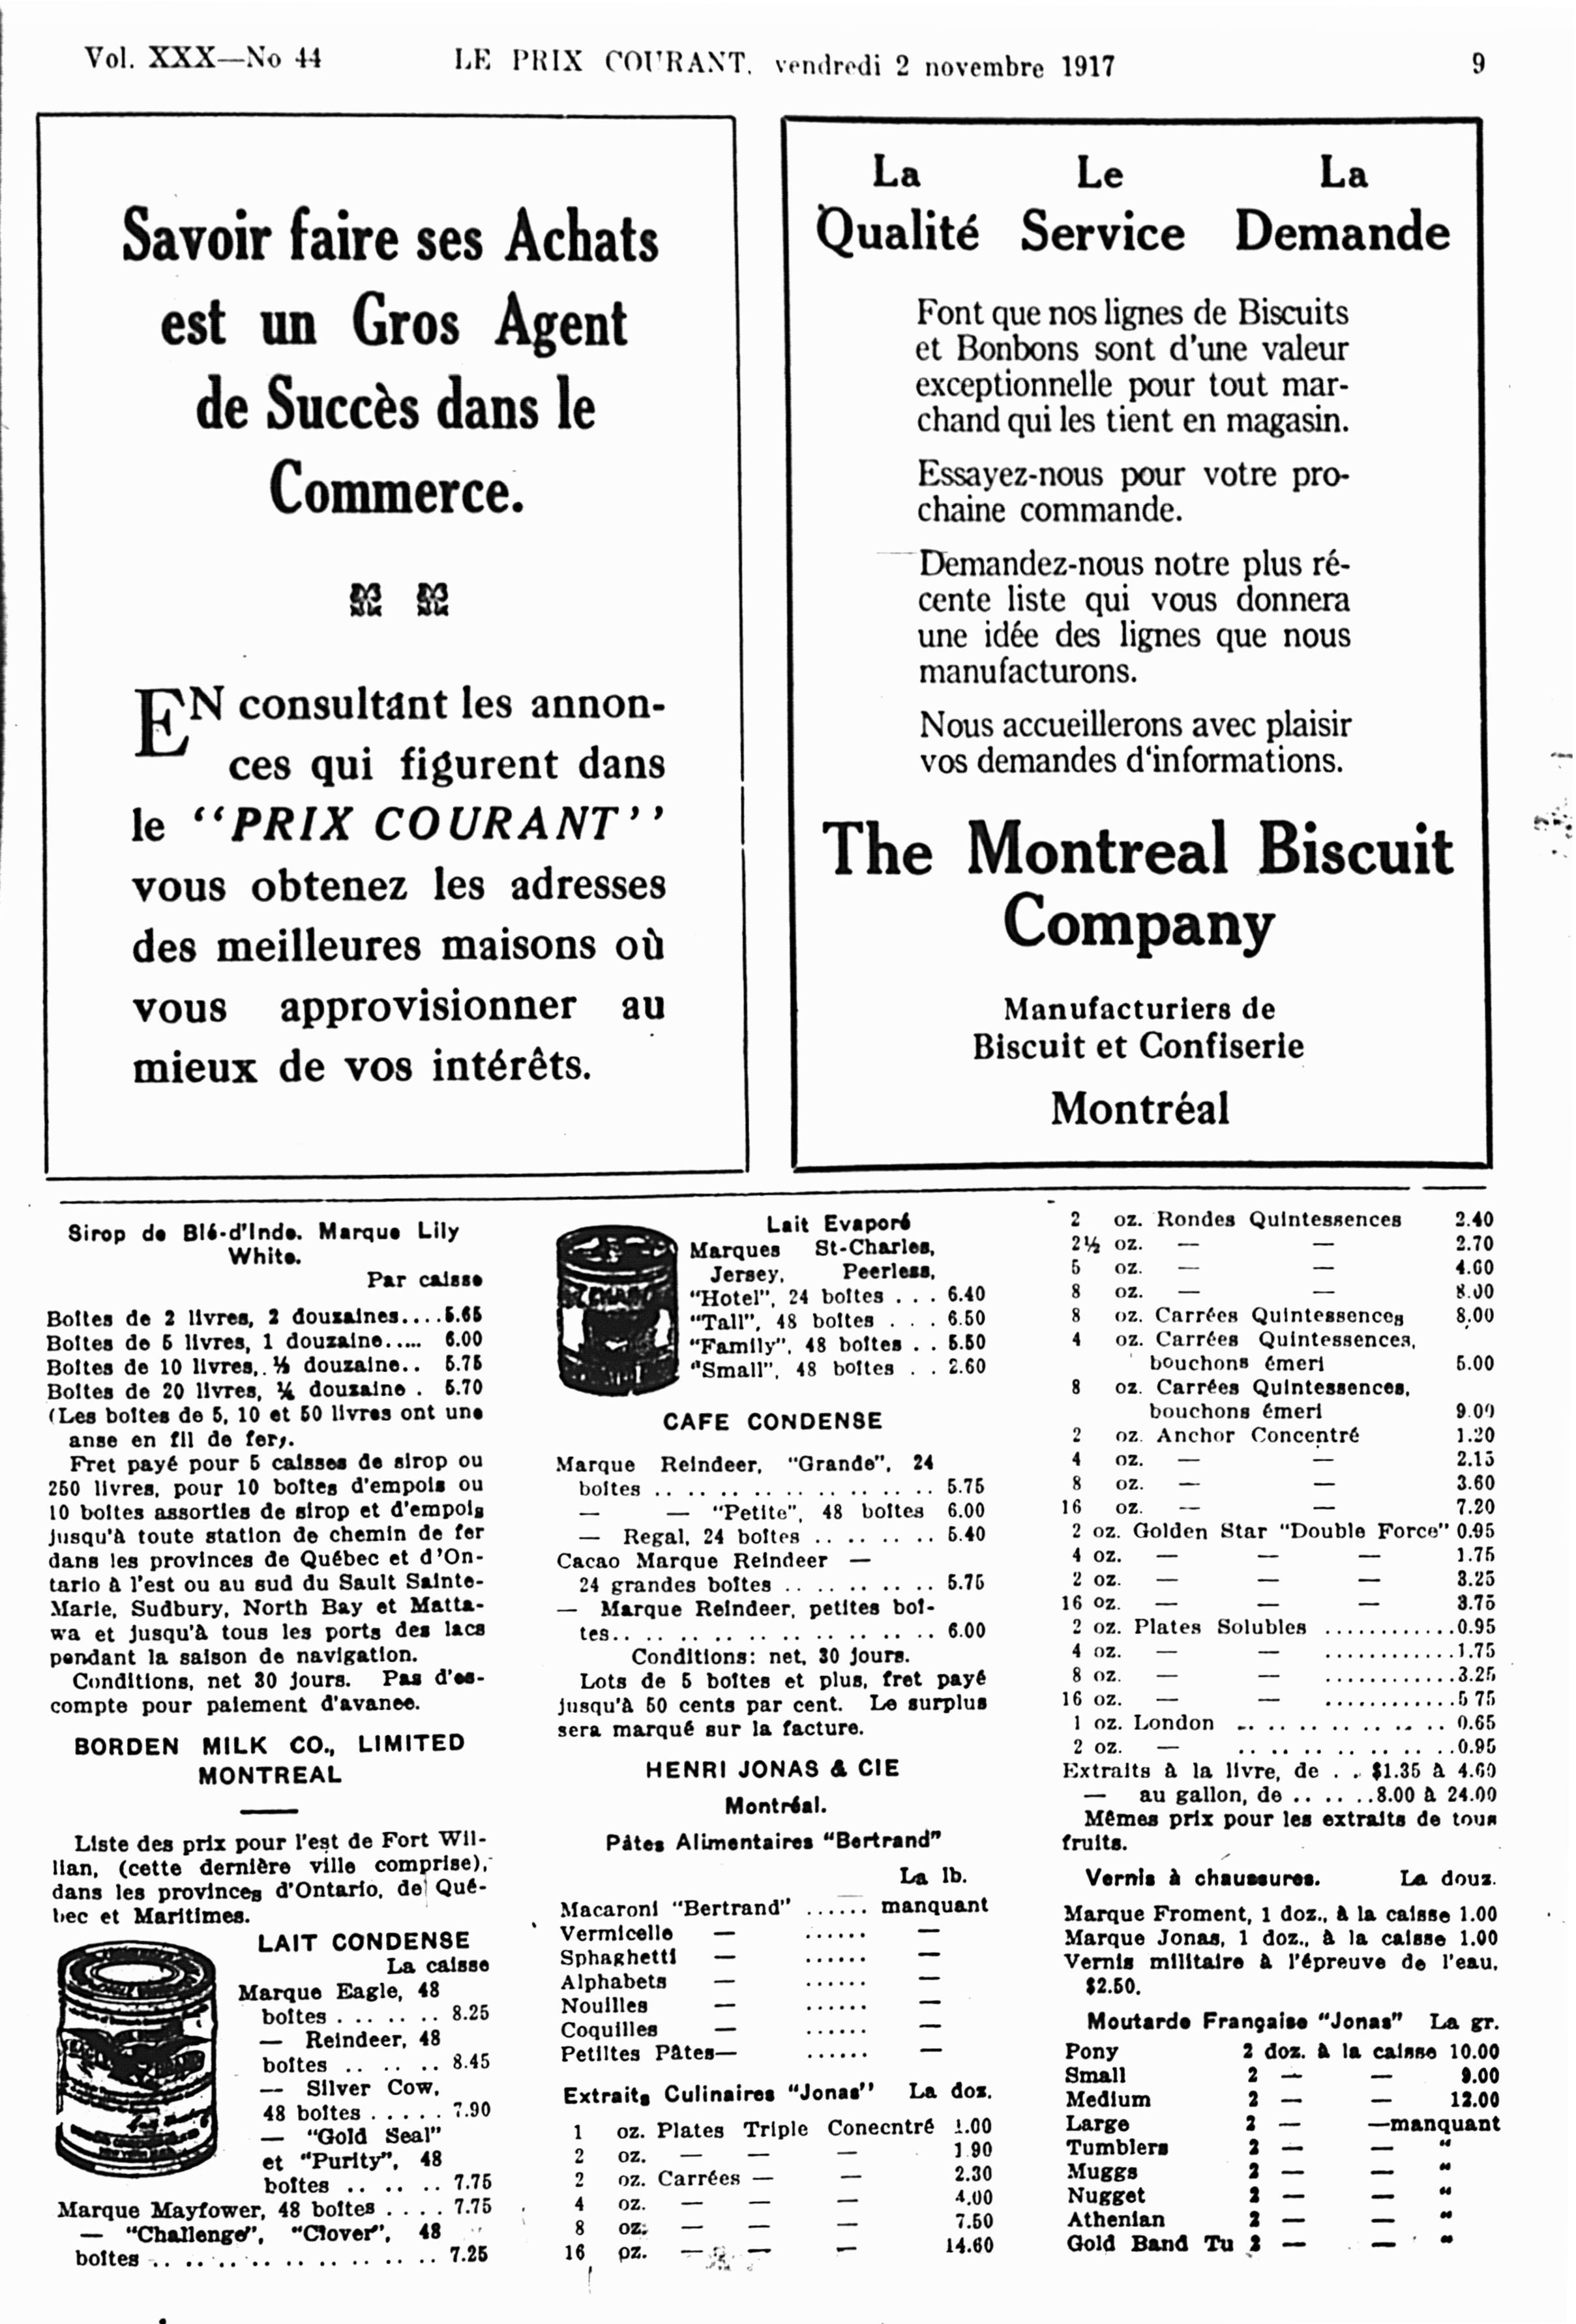 Vol. XXX—No 44 LE PRIX COURANT, vendredi 2 novembre 1917 9
Savoir faire ses Achats
est un Gros Agent
de Succès dans le
Commerce.
EN consultant les annon-
ces qui figurent dans
le "PRIX COURANT"
vous obtenez les adresses
des meilleures maisons où
vous approvisionner au
mieux de vos intérêts.
La Le La
Qualité Service Demande
Font que nos lignes de Biscuits
et Bonbons sont d'une valeur
exceptionnelle pour tout mar-
chand qui les tient en magasin.
Essayez-nous pour votre pro-
chaine commande.
Demandez-nous notre plus ré-
cente liste qui vous donnera
une idée des lignes que nous
manufacturons.
Nous accueillerons avec plaisir
vos demandes d'informations.
The Montreal Biscuit
Company
Manufacturiers de
Biscuit et Confiserie
Montréal
Sirop de Blé-d'Inde. Marque Lily
White.
Par caisse
Boîtes de 2 livres, 2 douzaines....5.65
Boîtes de 5 livres, 1 douzaine..... 6.00
Boîtes de 10 livres,. ½ douzaine.. 5.75
Boîtes de 20 livres, ¼ douzaine . 5.70
(Les boîtes de 5, 10 et 50 livres ont une
anse en fil de fer).
Fret payé pour 5 caisses de sirop ou
250 livres, pour 10 boîtes d'empois ou
10 boîtes assorties de sirop et d'empois
jusqu'à toute station de chemin de fer
dans les provinces de Québec et d'On-
tario à l'est ou au sud du Sault Sainte-
Marie, Sudbury, North Bay et Matta-
wa et jusqu'à tous les ports des lacs
pendant la saison de navigation.
Conditions, net 30 jours. Pas d'es-
compte pour paiement d'avance.
BORDEN MILK CO., LIMITED
MONTREAL
Liste des prix pour l'est de Fort Wil-
lian, (cette dernière ville comprise),
dans les provinces d'Ontario, de Qué-
bec et Maritimes.
LAIT CONDENSE
La caisse
Marque Eagle, 48
boîtes . . . . . . . 8.25
— Reindeer, 48
boîtes .. .. .. 8.45
— Silver Cow,
48 boîtes . . . . . 7.90
— "Gold Seal"
et "Purity", 48
boîtes .. .. .. 7.75
Marque Mayfower, 48 boîtes . . . . 7.75
— "Challenge", "Clover", 48
boîtes .. .. .. .. .. .. .. .. .. 7.25
Lait Evaporé
Marques St-Charles,
Jersey, Peerless,
"Hotel", 24 boîtes . . . 6.40
"Tall", 48 boîtes . . . 6.50
"Family", 48 boîtes . . 5.50
"Small", 48 boîtes . . 2.60
CAFE CONDENSE
Marque Reindeer, "Grande", 24
boîtes .. .. .. .. .. .. .. .. .. 5.75
— — "Petite", 48 boîtes 6.00
— Regal, 24 boîtes .. .. .. .. 5.40
Cacao Marque Reindeer —
24 grandes boîtes .. .. .. .. .. 5.75
— Marque Reindeer, petites boî-
tes.. .. .. .. .. .. .. .. .. .. 6.00
Conditions: net, 30 jours.
Lots de 5 boîtes et plus, fret payé
jusqu'à 50 cents par cent. Le surplus
sera marqué sur la facture.
HENRI JONAS & CIE
Montréal.
Pâtes Alimentaires "Bertrand"
La lb.
Macaroni "Bertrand" ...... manquant
Vermicelle — ...... —
Sphaghetti — ...... —
Alphabets — ...... —
Nouilles — ...... —
Coquilles — ...... —
Petiltes Pâtes— ...... —
Extraits Culinaires "Jonas" La doz.
1 oz. Plates Triple Conecntré 1.00
2 oz. — — — 1.90
2 oz. Carrées — — 2.30
4 oz. — — — 4.00
8 oz. — — — 7.50
16 oz. — — — 14.60
2 oz. Rondes Quintessences 2.40
2½ oz. — — 2.70
5 oz. — — 4.60
8 oz. — — 8.00
8 oz. Carrées Quintessences 8.00
4 oz. Carrées Quintessences,
bouchons émeri 5.00
8 oz. Carrées Quintessences,
bouchons émeri 9.00
2 oz. Anchor Concentré 1.20
4 oz. — — 2.15
8 oz. — — 3.60
16 oz. — — 7.20
2 oz. Golden Star "Double Force" 0.95
4 oz. — — — 1.75
2 oz. — — — 3.25
16 oz. — — — 3.75
2 oz. Plates Solubles ............0.95
4 oz. — — ............1.75
8 oz. — — ............3.25
16 oz. — — ............5 75
1 oz. London .. .. .. .. .. .. .. 0.65
2 oz. — .. .. .. .. .. .. ..0.95
Extraits à la livre, de . .. $1.35 à 4.60
— au gallon, de .. .. ..8.00 à 24.00
Mêmes prix pour les extraits de tous
fruits.
Vernis à chaussures. La douz.
Marque Froment, 1 doz., à la caisse 1.00
Marque Jonas, 1 doz., à la caisse 1.00
Vernis militaire à l'épreuve de l'eau,
$2.50.
Moutarde Française "Jonas" La gr.
Pony 2 doz. à la caisse 10.00
Small 2 — — 9.00
Medium 2 — — 12.00
Large 2 — —manquant
Tumblers 2 — — "
Muggs 2 — — "
Nugget 2 — — "
Athenian 2 — — "
Gold Band Tu 2 — — "